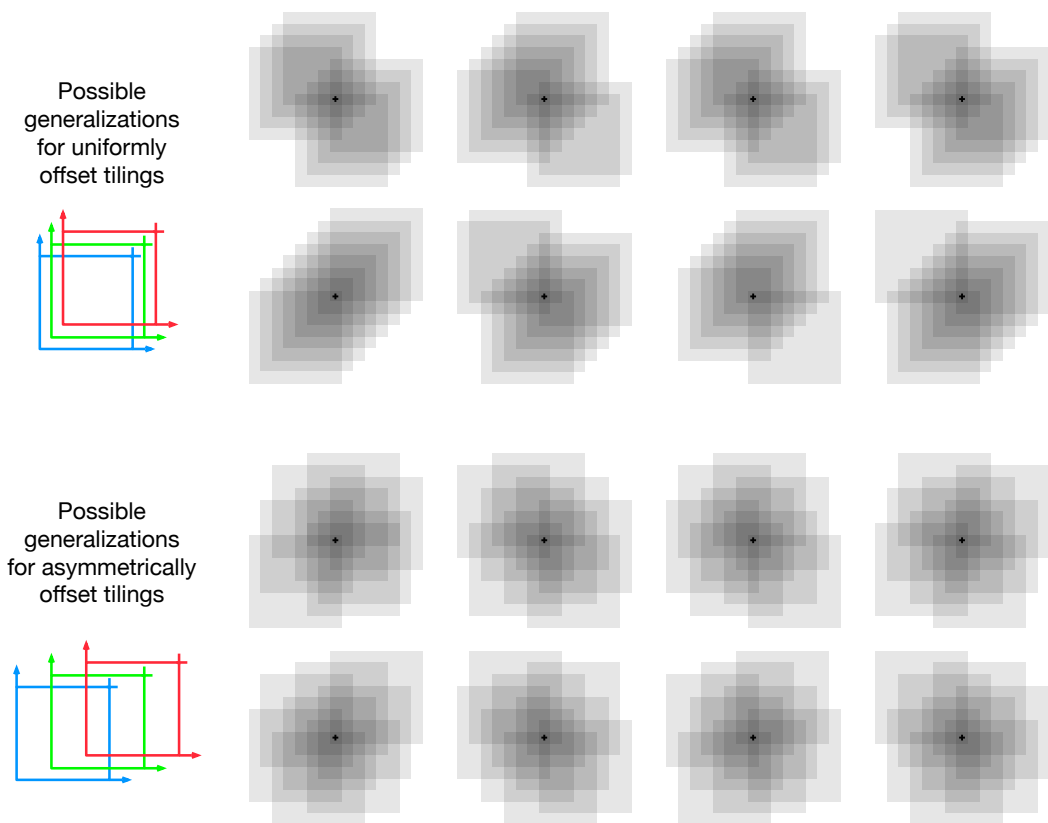 Possible
generalizations
for uniformly
offset tilings
Possible
generalizations
for asymmetrically
offset tilings